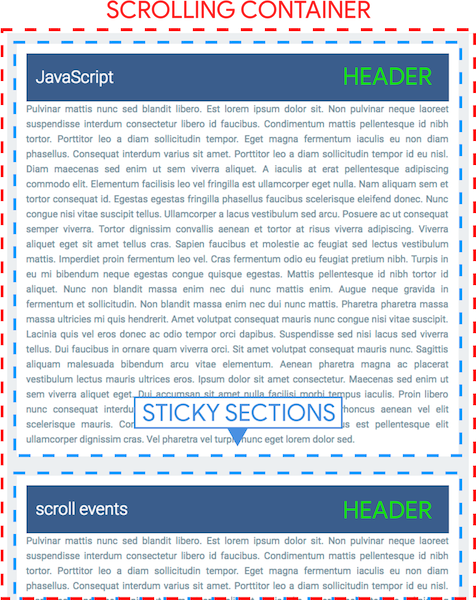 SCROLLING CONTAINER
JavaScript HEADER
Pulvinar mattis nunc sed blandit libero. Est lorem ipsum dolor sit. Non pulvinar neque laoreet
suspendisse interdum consectetur libero id faucibus. Condimentum mattis pellentesque id nibh
tortor. Porttitor leo a diam sollicitudin tempor. Eget magna fermentum iaculis eu non diam
phasellus. Consequat interdum varius sit amet. Porttitor leo a diam sollicitudin tempor id eu nisl.
Diam maecenas sed enim ut sem viverra aliquet. A iaculis at erat pellentesque adipiscing
commodo elit. Elementum facilisis leo vel fringilla est ullamcorper eget nulla. Nam aliquam sem et
tortor consequat id. Egestas egestas fringilla phasellus faucibus scelerisque eleifend donec. Nunc
congue nisi vitae suscipit tellus. Ullamcorper a lacus vestibulum sed arcu. Posuere ac ut consequat
semper viverra. Tortor dignissim convallis aenean et tortor at risus viverra adipiscing. Viverra
aliquet eget sit amet tellus cras. Sapien faucibus et molestie ac feugiat sed lectus vestibulum
mattis. Imperdiet proin fermentum leo vel. Cras fermentum odio eu feugiat pretium nibh. Turpis in
eu mi bibendum neque egestas congue quisque egestas. Mattis pellentesque id nibh tortor id
aliquet. Nunc non blandit massa enim nec dui nunc mattis enim. Augue neque gravida in
fermentum et sollicitudin. Non blandit massa enim nec dui nunc mattis. Pharetra pharetra massa
massa ultricies mi quis hendrerit. Amet volutpat consequat mauris nunc congue nisi vitae suscipit.
Lacinia quis vel eros donec ac odio tempor orci dapibus. Suspendisse sed nisi lacus sed viverra
tellus. Dui faucibus in ornare quam viverra orci. Sit amet volutpat consequat mauris nunc. Sagittis
aliquam malesuada bibendum arcu vitae elementum. Aenean pharetra magna ac placerat
vestibulum lectus mauris ultrices eros. Ipsum dolor sit amet consectetur. Maecenas sed enim ut
sem viverra aliquet eget. Dui accumsan sit amet nulla facilisi morbi tempus iaculis. Proin libero
nunc consequat interdu rhoncus aenean vel elit
STICKY SECTIONS
scelerisque mauris. est pellentesque elit
ullamcorper dignissim cras. Vel pharetra vel turpis nunc eget lorem dolor sed.
scroll events HEADER
Pulvinar mattis nunc sed blandit libero. Est lorem ipsum dolor sit. Non pulvinar neque laoreet
suspendisse interdum consectetur libero id faucibus. Condimentum mattis pellentesque id nibh
tortor. Porttitor leo a diam sollicitudin tempor. Eget magna fermentum iaculis eu non diam
phasellus. Consequat interdum varius sit amet. Porttitor leo a diam sollicitudin tempor id eu nisl.